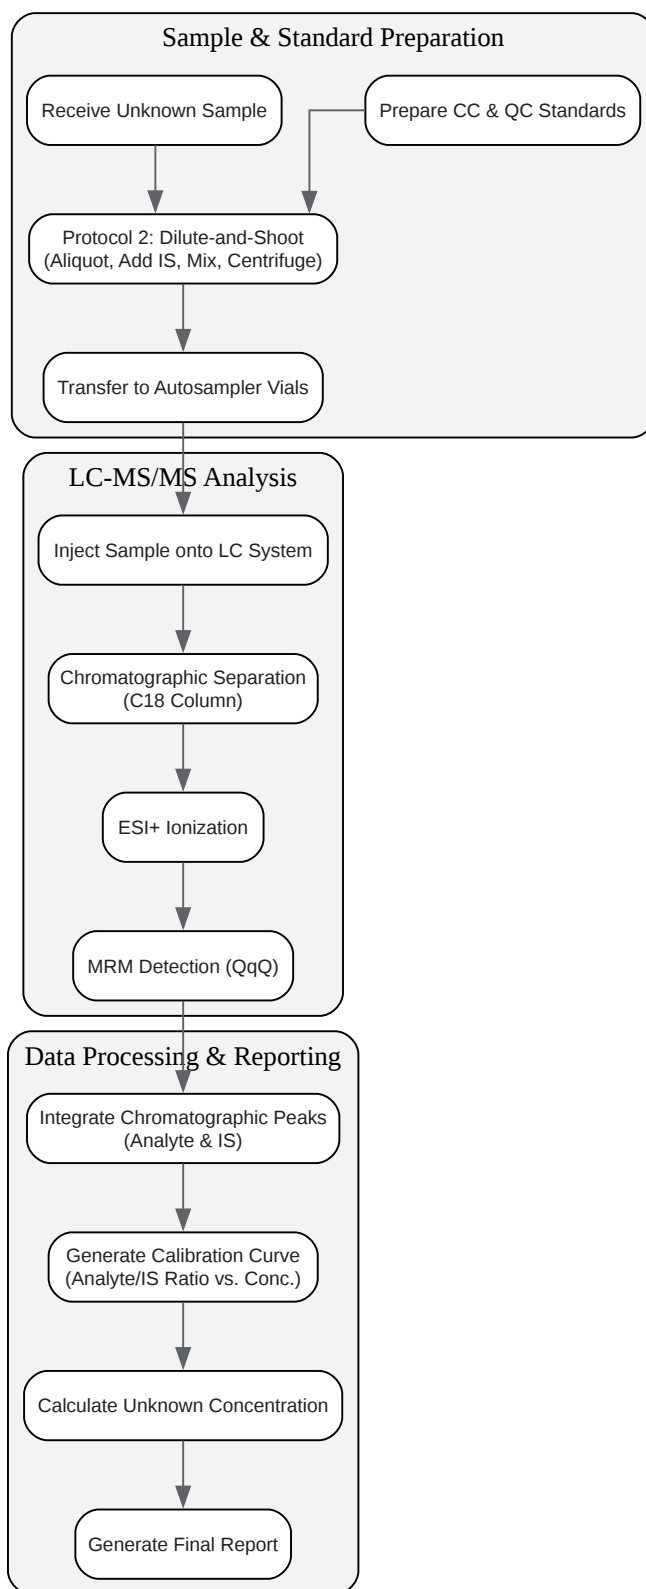 Sample & Standard Preparation
Receive Unknown Sample
Prepare CC & QC Standards
Protocol 2: Dilute-and-Shoot
(Aliquot, Add IS, Mix, Centrifuge)
Transfer to Autosampler Vials
LC-MS/MS Analysis
Inject Sample onto LC System
Chromatographic Separation
(C18 Column)
ESI+ Ionization
MRM Detection (QqQ)
Data Processing & Reporting
Integrate Chromatographic Peaks
(Analyte & IS)
Generate Calibration Curve
(Analyte/IS Ratio vs. Conc.)
Calculate Unknown Concentration
Generate Final Report